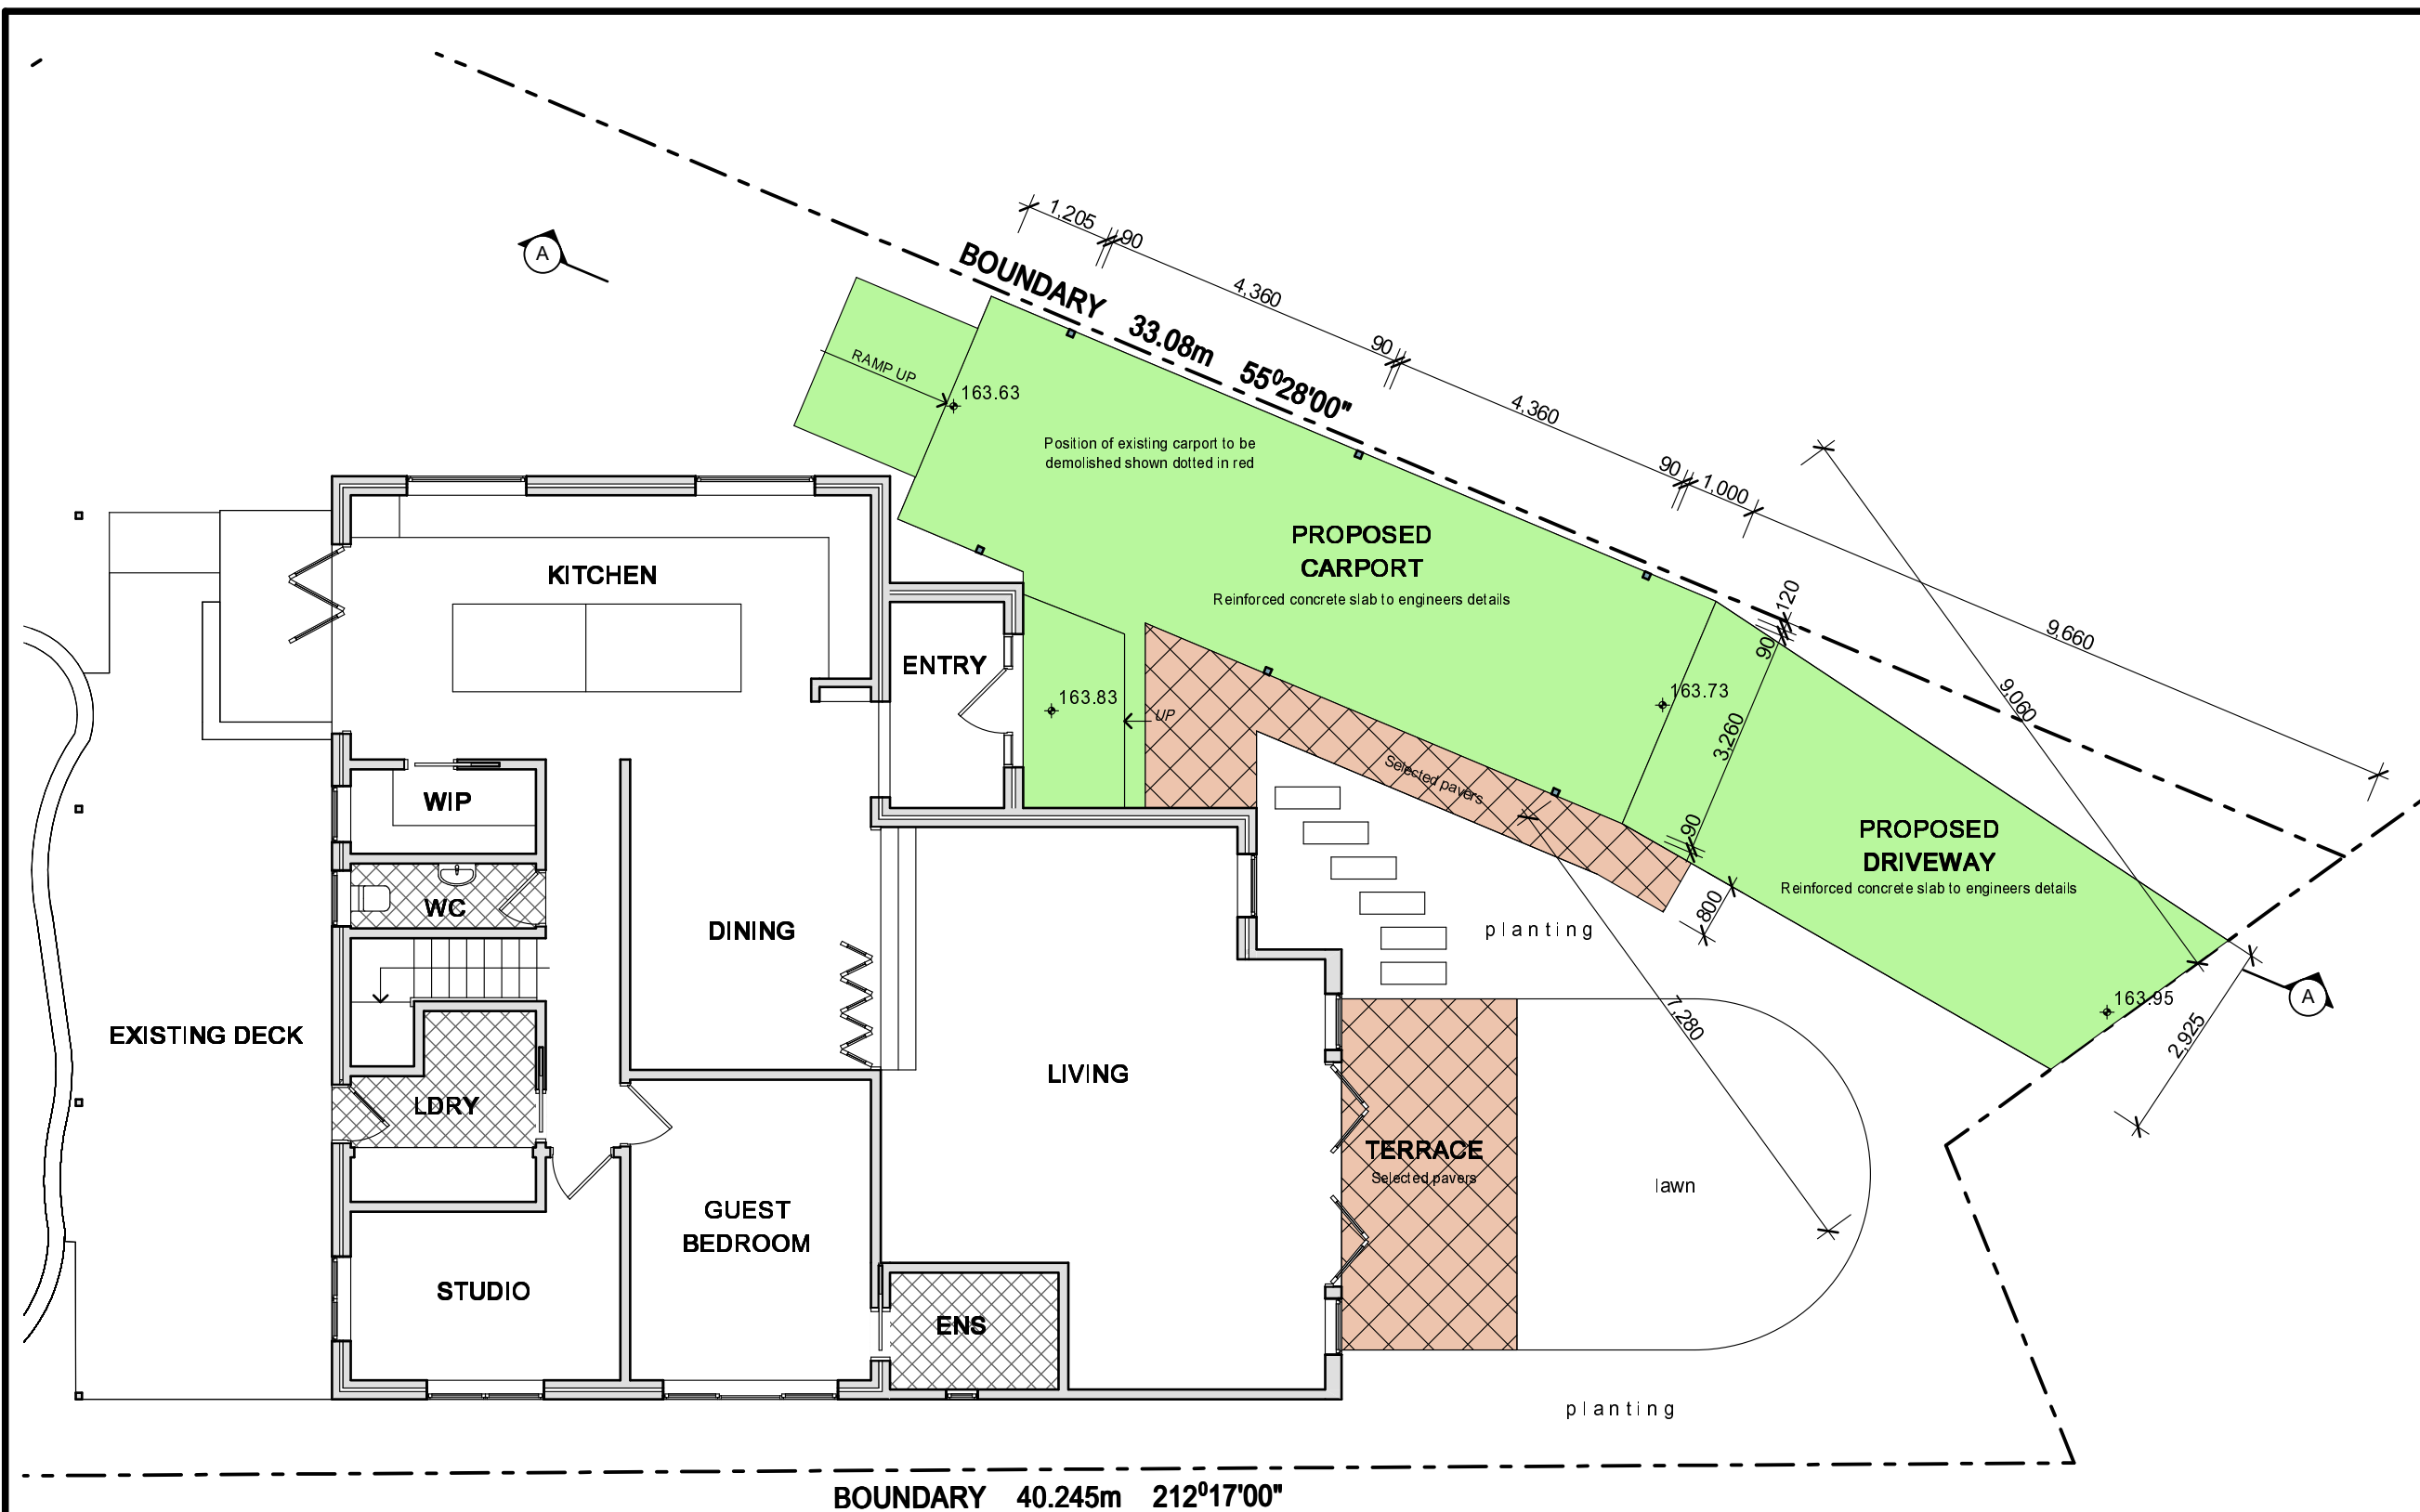 1,205
90
4,360
90
4,360
90
1,000
9,660
BOUNDARY 33.08m 55⁰28'00"
A
RAMP UP
163.63
Position of existing carport to be
demolished shown dotted in red
PROPOSED
CARPORT
Reinforced concrete slab to engineers details
120
90
3,260
90
800
9,060
163.73
KITCHEN
ENTRY
163.83
UP
Selected pavers
PROPOSED
DRIVEWAY
Reinforced concrete slab to engineers details
WIP
WC
DINING
planting
163.95
A
2,925
7,280
EXISTING DECK
LIVING
LDRY
TERRACE
Selected pavers
lawn
GUEST
BEDROOM
STUDIO
ENS
planting
BOUNDARY 40.245m 212⁰17'00"